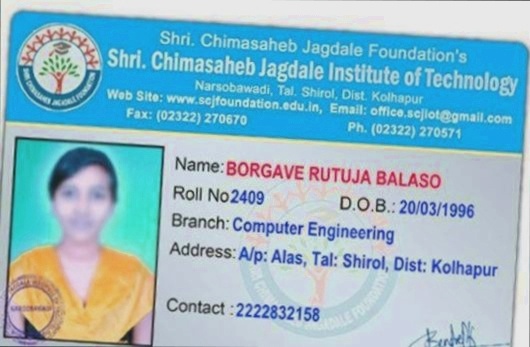 Shri. Chimasaheb Jagdale Foundation's
Shri. Chimasaheb Jagdale Institute of Technology
Narsobawadi, Tal. Shirol, Dist. Kolhapur
Web Site: www.scjfoundation.edu.in, Email: office.scjiot@gmail.com
Fax: (02322) 270670 Ph. (02322) 270571
Name: BORGAVE RUTUJA BALASO
Roll No 2409 D.O.B.: 20/03/1996
Branch: Computer Engineering
Address: A/p: Alas, Tal: Shirol, Dist: Kolhapur
Contact : 2222832158